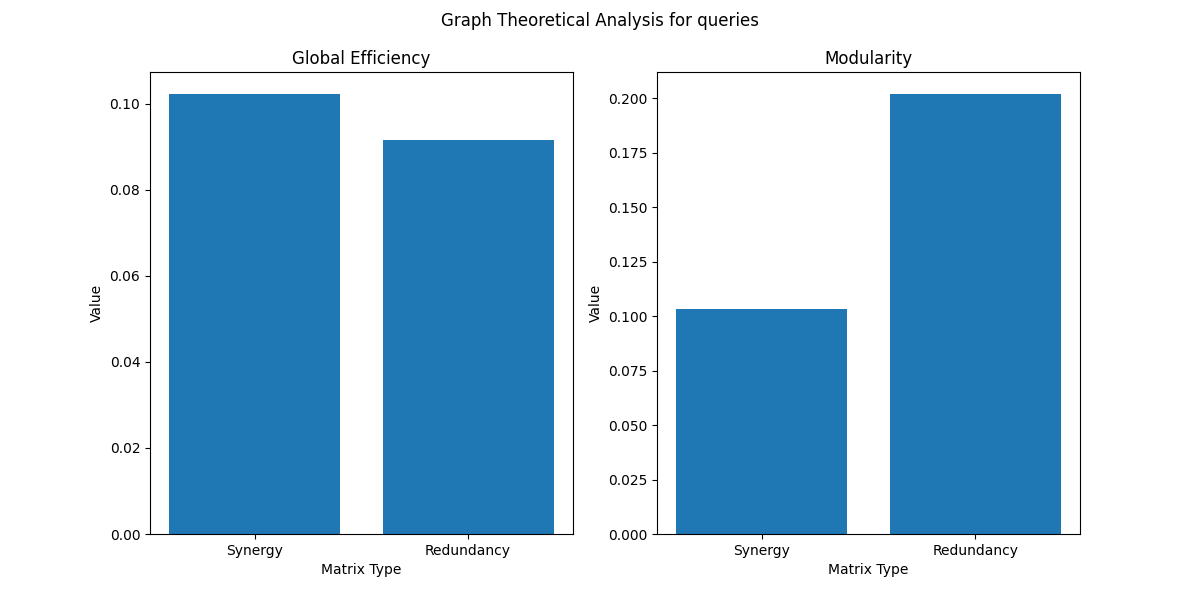 Graph Theoretical Analysis for queries
Global Efficiency
Value
0.10
0.08
0.06
0.04
0.02
0.00
Synergy
Redundancy
Matrix Type
Modularity
Value
0.200
0.175
0.150
0.125
0.100
0.075
0.050
0.025
0.000
Synergy
Redundancy
Matrix Type